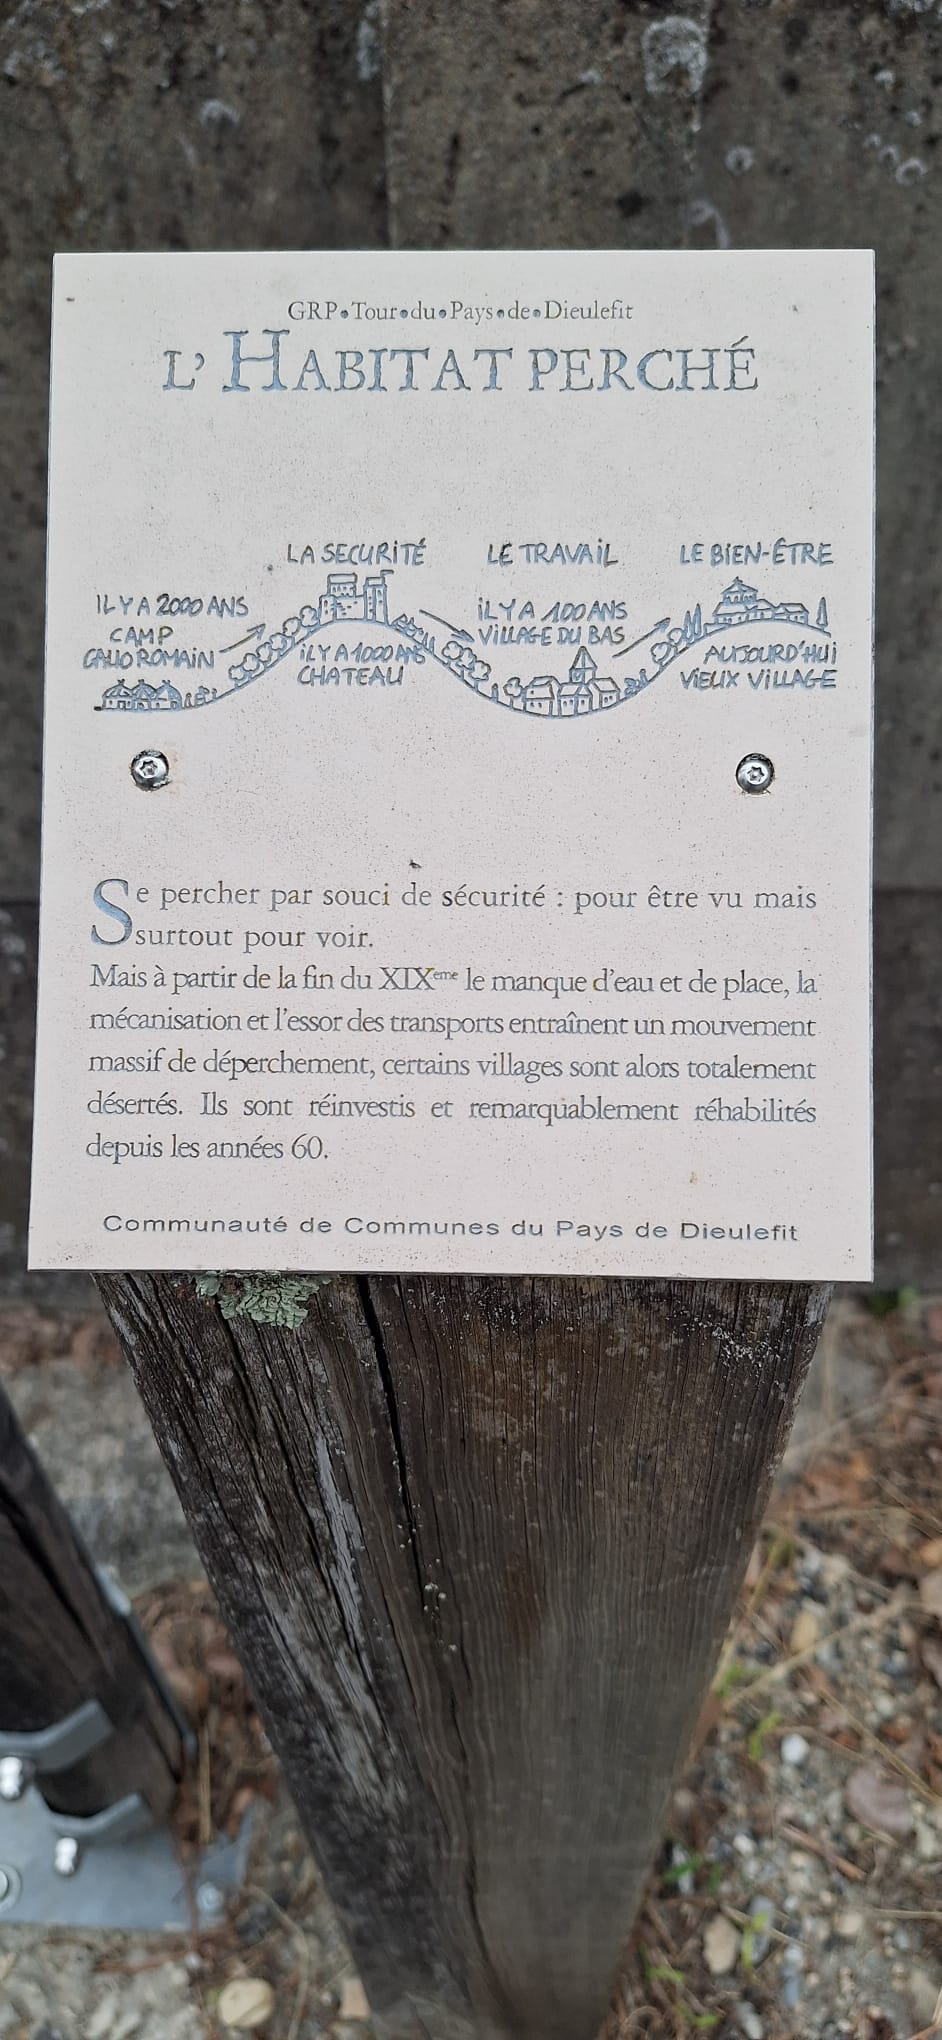 GRP•Tour•du•Pays•de•Dieulefit
L'HABITAT PERCHÉ
LA SECURITÉ
LE TRAVAIL
LE BIEN-ÊTRE
IL Y A 2000 ANS
CAMP
GALLO ROMAIN
IL Y A 1000 ANS
CHATEAU
IL Y A 100 ANS
VILLAGE DU BAS
AUJOURD'HUI
VIEUX VILLAGE
Se percher par souci de sécurité : pour être vu mais
surtout pour voir.
Mais à partir de la fin du XIXeme le manque d'eau et de place, la
mécanisation et l'essor des transports entraînent un mouvement
massif de déperchement, certains villages sont alors totalement
désertés. Ils sont réinvestis et remarquablement réhabilités
depuis les années 60.
Communauté de Communes du Pays de Dieulefit